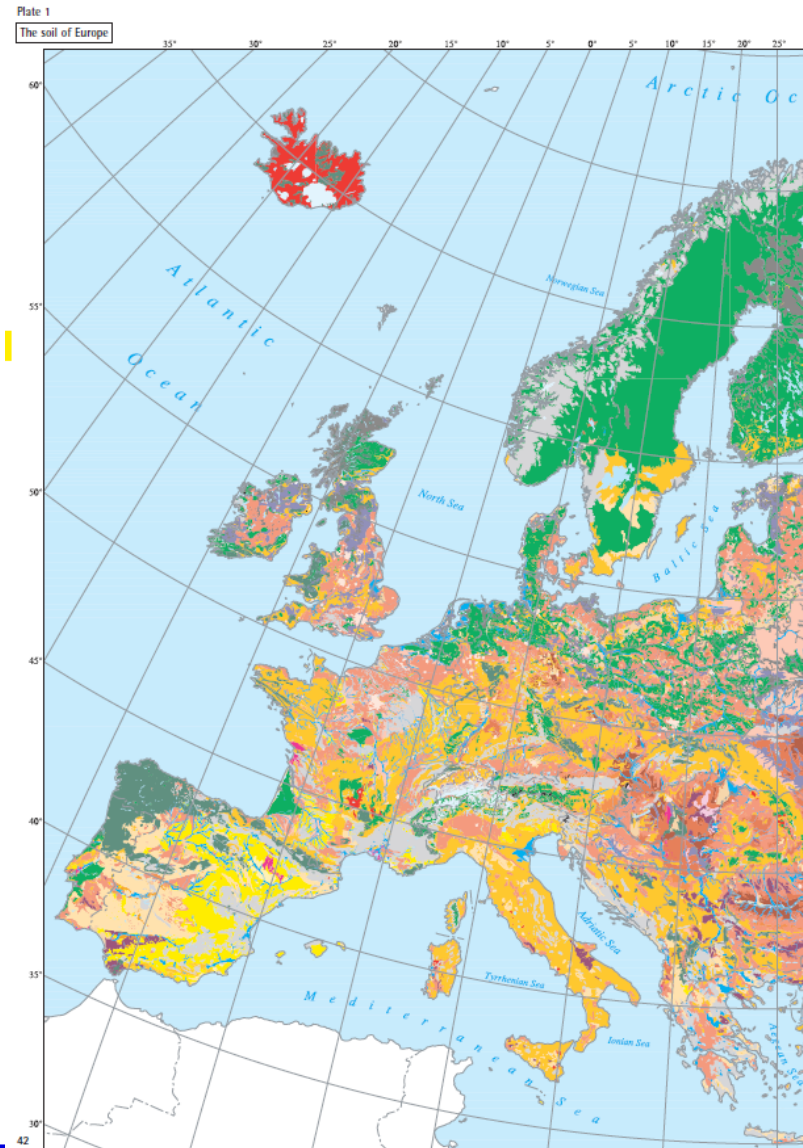 Plate 1
The soil of Europe
35° 30° 25° 20° 15° 10° 5° 0° 5° 10° 15° 20° 25°
60°
Arctic Oc
Norwegian Sea
Atlantic
Ocean
55°
North Sea
Baltic Sea
50°
45°
40°
Adriatic Sea
35°
Tyrrhenian Sea
Mediterranean Sea
Ionian Sea
Aegean Sea
30°
42